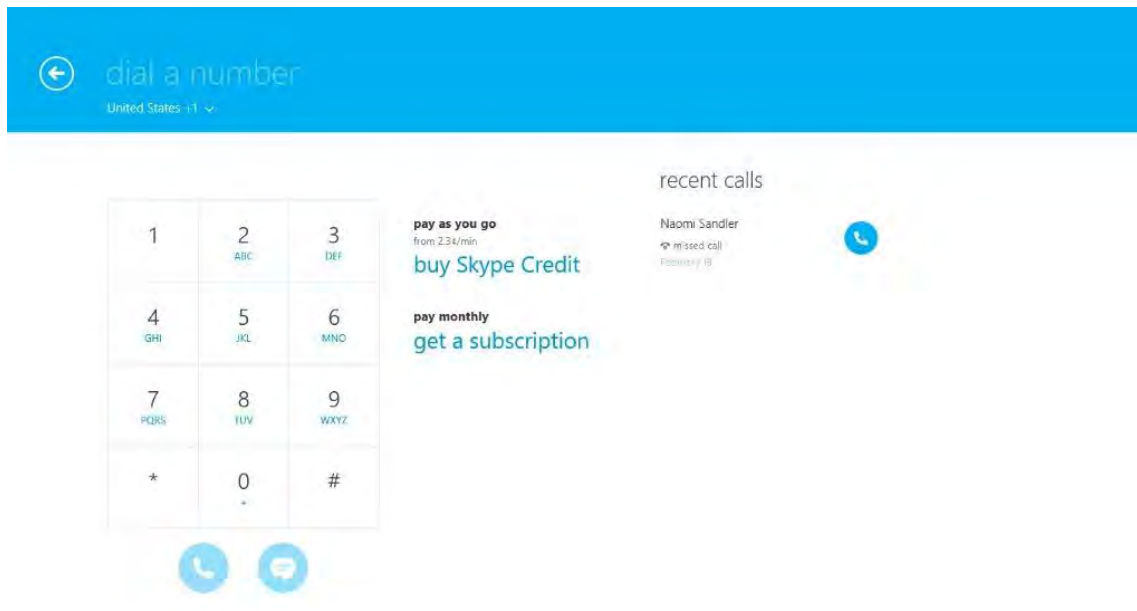 dial a number
United States +1
1
2
ABC
3
DEF
4
GHI
5
JKL
6
MNO
7
PQRS
8
TUV
9
WXYZ
*
0
+
#
pay as you go
from 2.3¢/min
buy Skype Credit
pay monthly
get a subscription
recent calls
Naomi Sandler
missed call
February 18